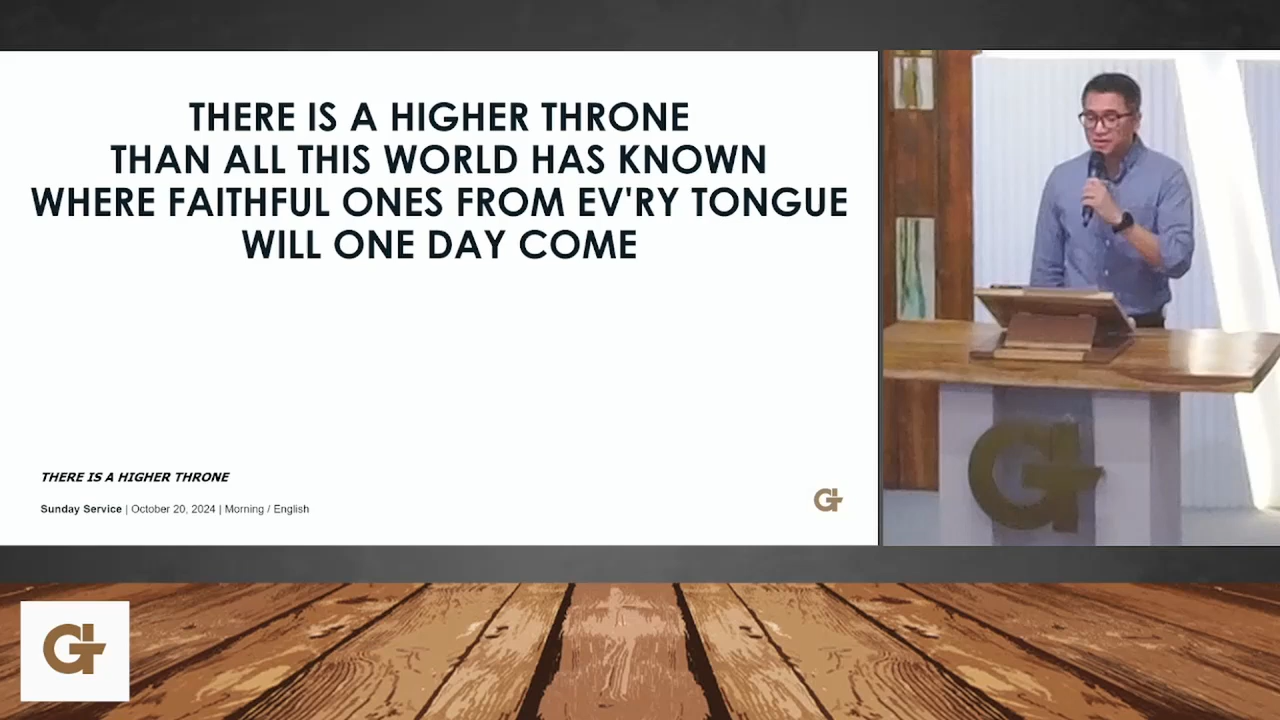 THERE IS A HIGHER THRONE
THAN ALL THIS WORLD HAS KNOWN
WHERE FAITHFUL ONES FROM EV'RY TONGUE
WILL ONE DAY COME
THERE IS A HIGHER THRONE
Sunday Service | October 20, 2024 | Morning / English